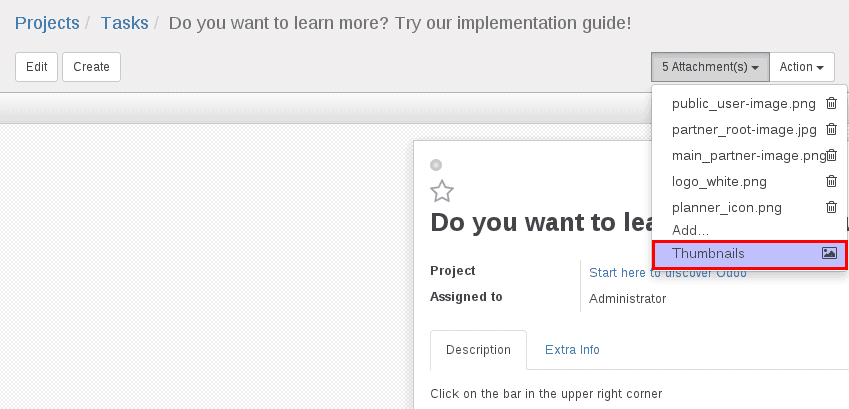 Projects / Tasks / Do you want to learn more? Try our implementation guide!
Edit Create 5 Attachment(s) Action
public_user-image.png
partner_root-image.jpg
main_partner-image.png
logo_white.png
planner_icon.png
Add...
Thumbnails
Do you want to lea
Project Start here to discover Odoo
Assigned to Administrator
Description Extra Info
Click on the bar in the upper right corner